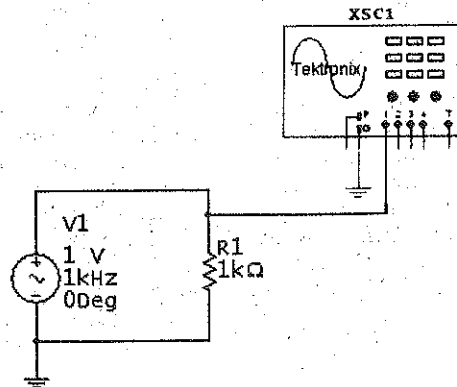 XSC1
Tektronix
P
G
1 2 3 4 T
V1
1 V
1kHz
0Deg
R1
1kΩ